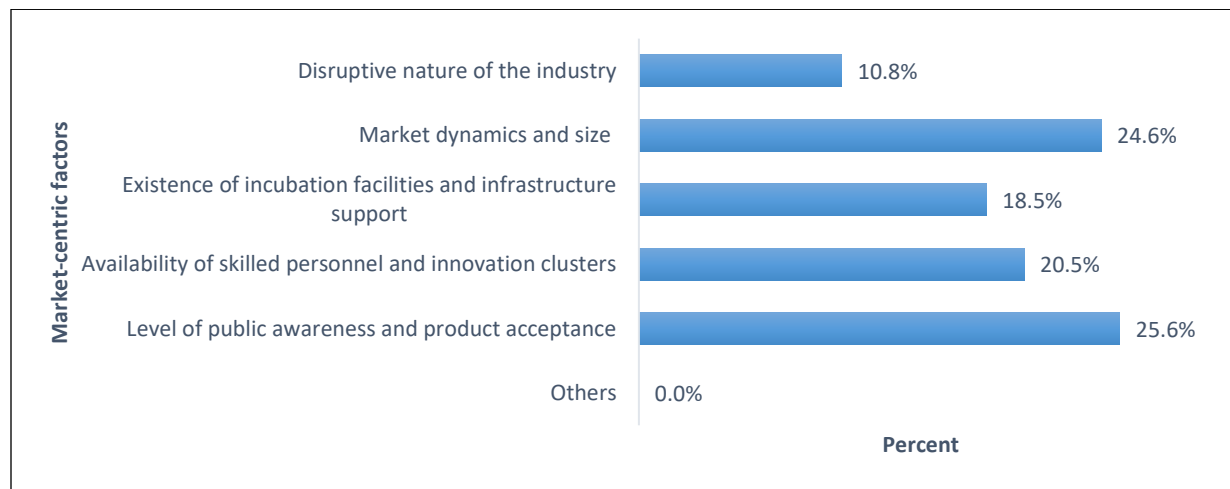 Market-centric factors
Disruptive nature of the industry
10.8%
Market dynamics and size
24.6%
Existence of incubation facilities and infrastructure
support
18.5%
Availability of skilled personnel and innovation clusters
20.5%
Level of public awareness and product acceptance
25.6%
Others
0.0%
Percent